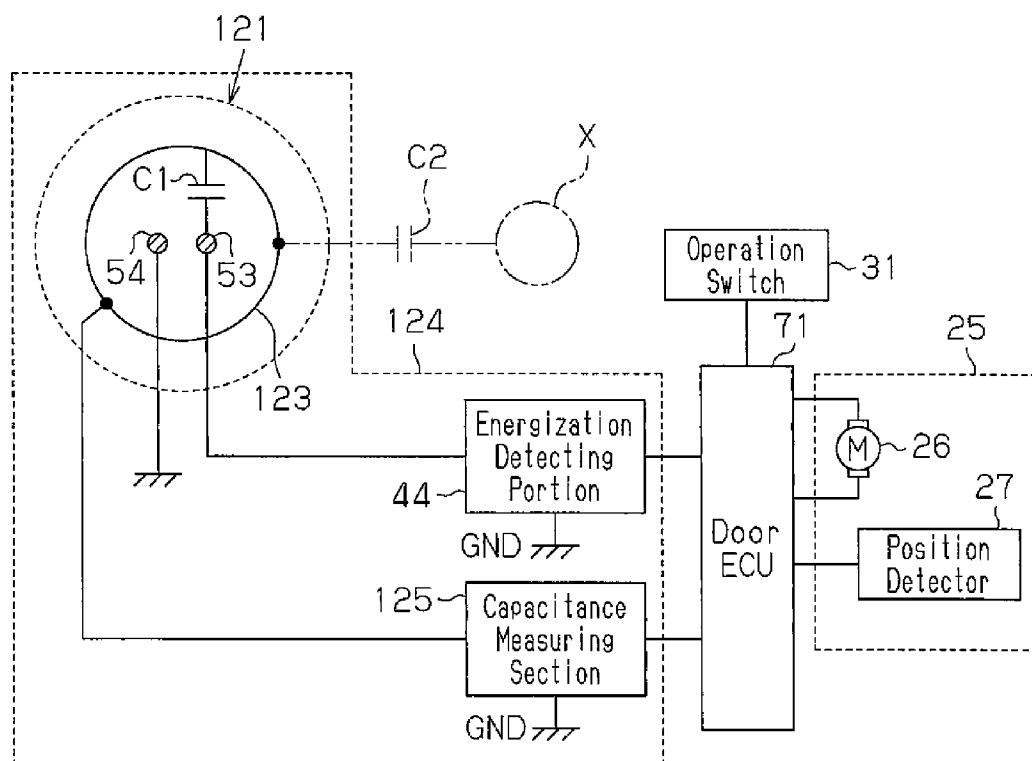 121
X
C1
C2
54
53
Operation
Switch
31
124
71
25
123
Energization
Detecting
Portion
44
M
26
27
GND
Door
ECU
Position
Detector
125
Capacitance
Measuring
Section
GND